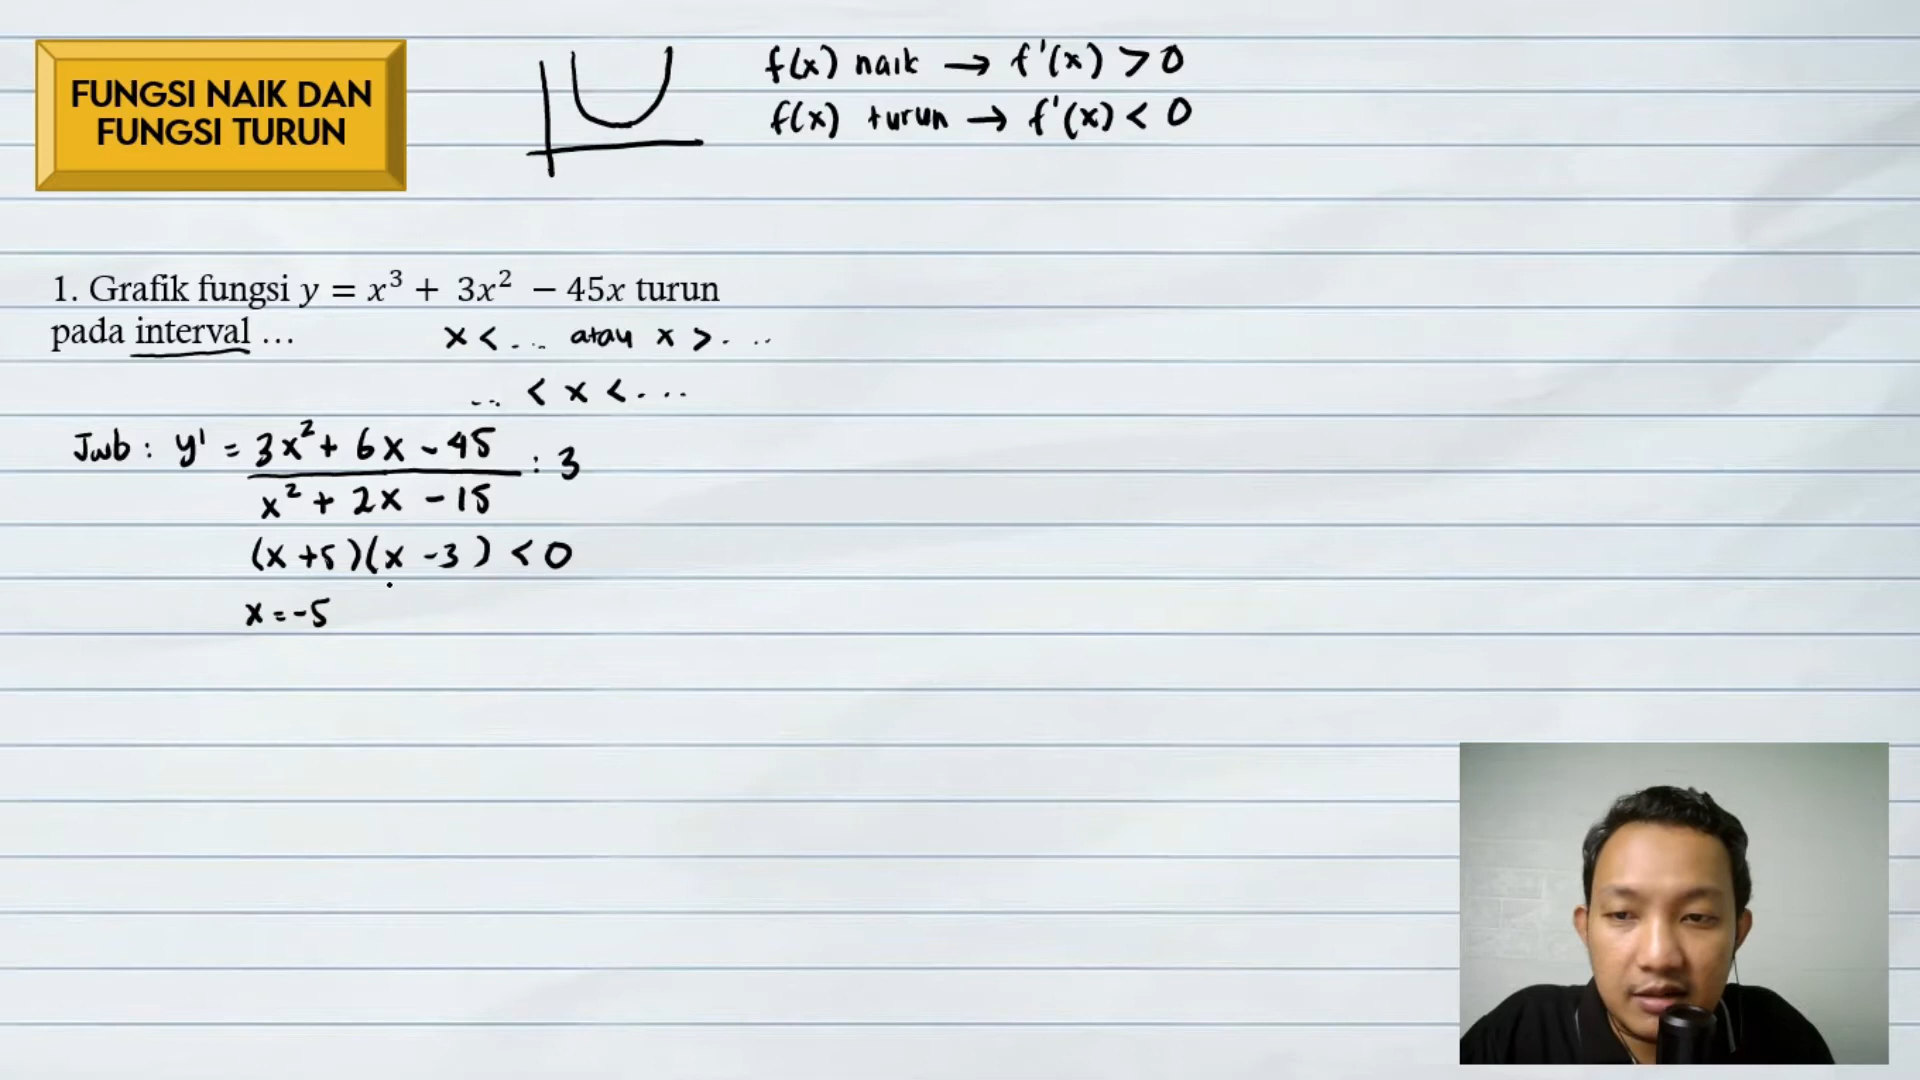 FUNGSI NAIK DAN
FUNGSI TURUN
f(x) naik → f'(x) > 0
f(x) turun → f'(x) < 0
1. Grafik fungsi y = x³ + 3x² − 45x turun
pada interval ...
x < ... atau x > ...
... < x < ...
Jwb : y' = 3x² + 6x - 45 : 3
x² + 2x - 15
(x +5)(x -3) < 0
x = -5